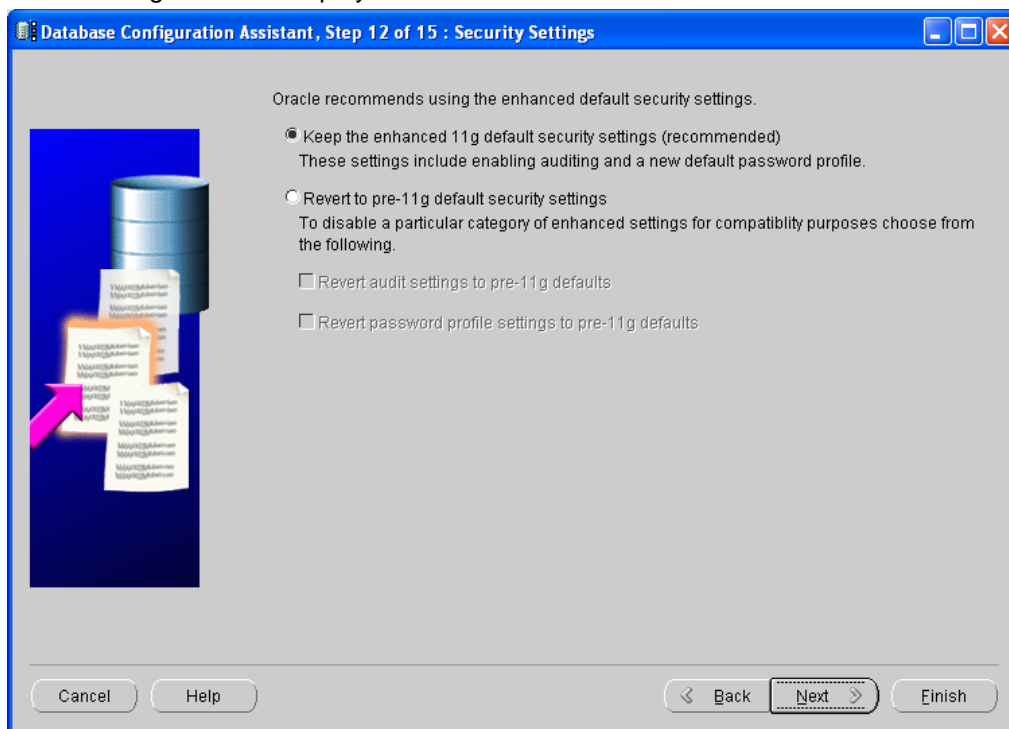 Database Configuration Assistant, Step 12 of 15 : Security Settings
Oracle recommends using the enhanced default security settings.
Keep the enhanced 11g default security settings (recommended)
These settings include enabling auditing and a new default password profile.
Revert to pre-11g default security settings
To disable a particular category of enhanced settings for compatiblity purposes choose from
the following.
Revert audit settings to pre-11g defaults
Revert password profile settings to pre-11g defaults
Cancel
Help
Back
Next
Finish